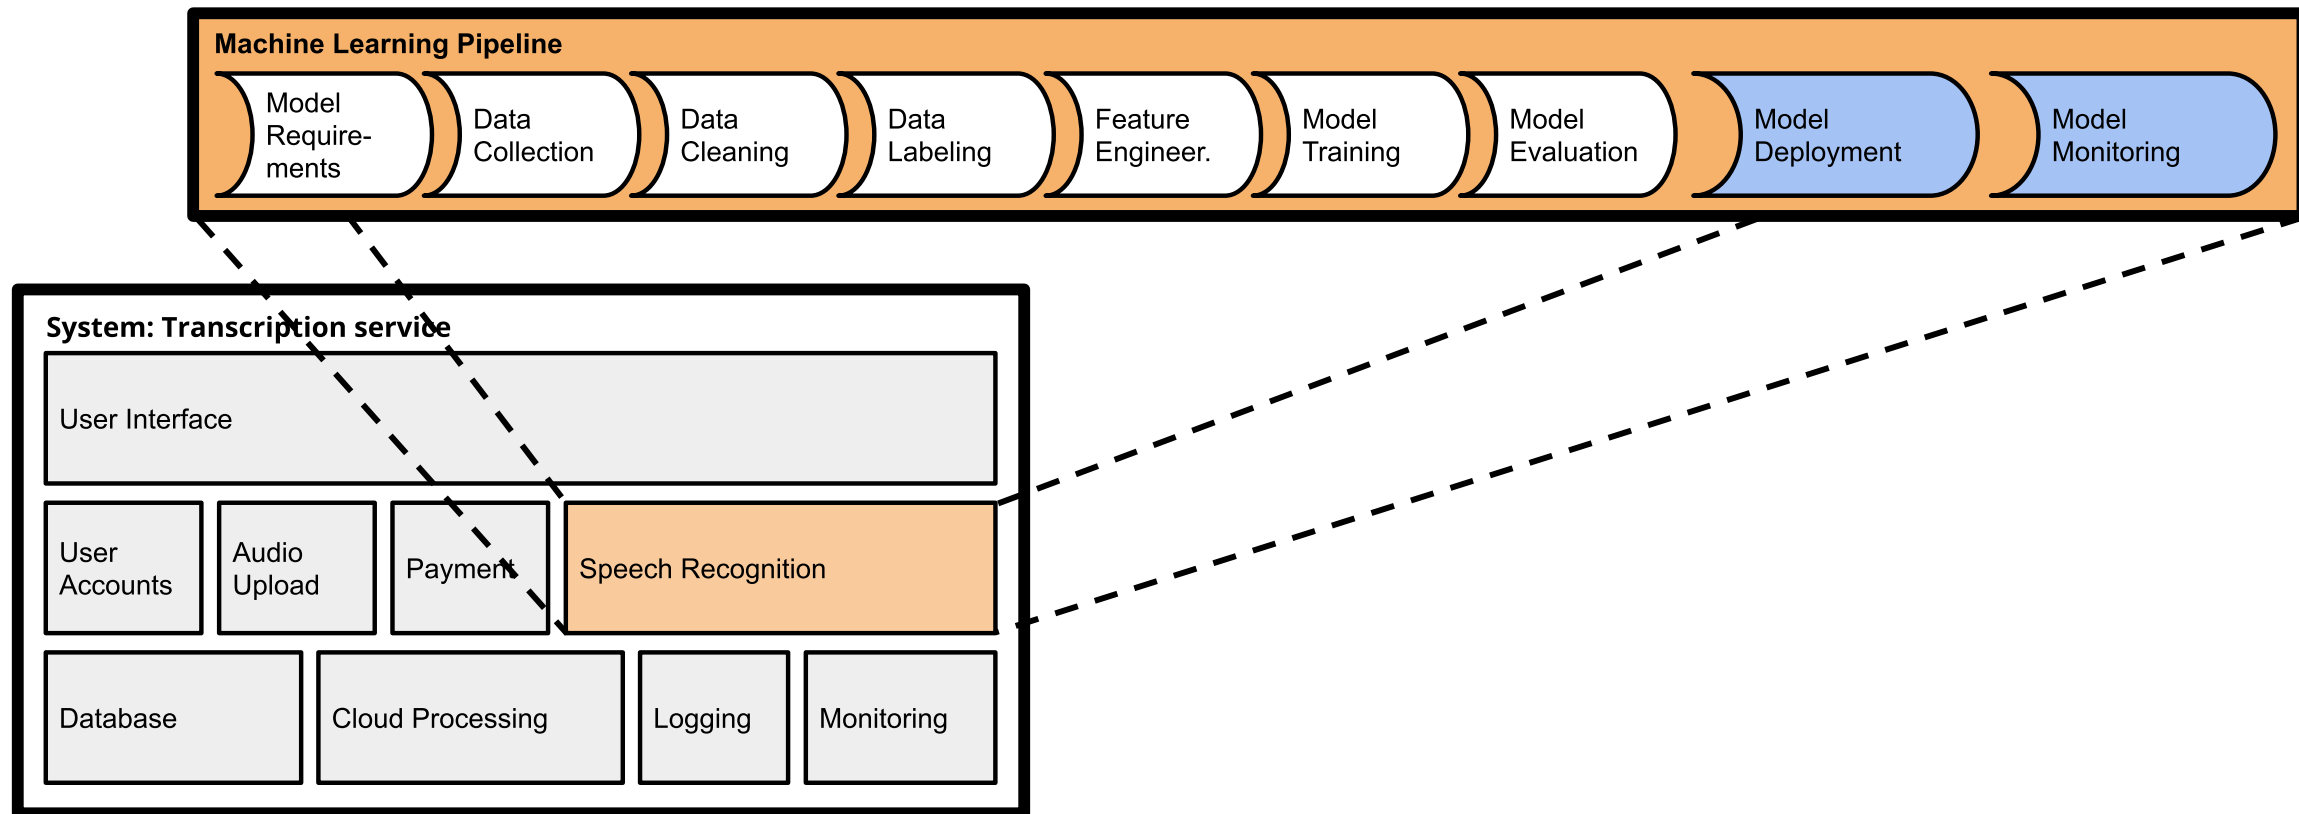 Machine Learning Pipeline
Model
Require-
ments
Data
Collection
Data
Cleaning
Data
Labeling
Feature
Engineer.
Model
Training
Model
Evaluation
Model
Deployment
Model
Monitoring
System: Transcription service
User Interface
User
Accounts
Audio
Upload
Payment
Speech Recognition
Database
Cloud Processing
Logging
Monitoring